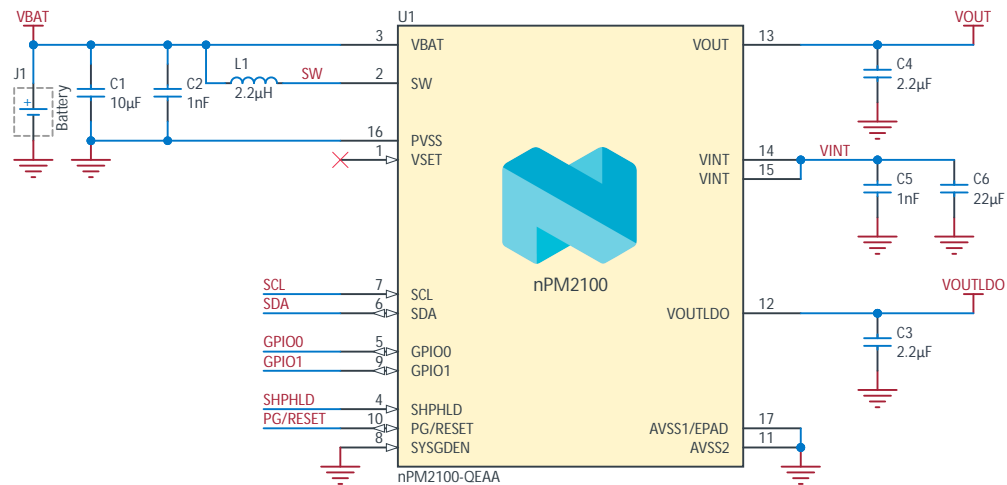 U1
VBAT
3
VBAT
J1
+
Battery
C1
10µF
C2
1nF
L1
2.2µH
SW
2
SW
16
PVSS
1
VSET
SCL
7
SCL
SDA
6
SDA
GPIO0
5
GPIO0
GPIO1
9
GPIO1
SHPHLD
4
SHPHLD
PG/RESET
10
PG/RESET
8
SYSGDEN
nPM2100
nPM2100-QEAA
VOUT
13
VOUT
C4
2.2µF
VINT
14
VINT
VINT
15
C5
1nF
C6
22µF
VOUTLDO
12
VOUTLDO
C3
2.2µF
AVSS1/EPAD
17
AVSS2
11